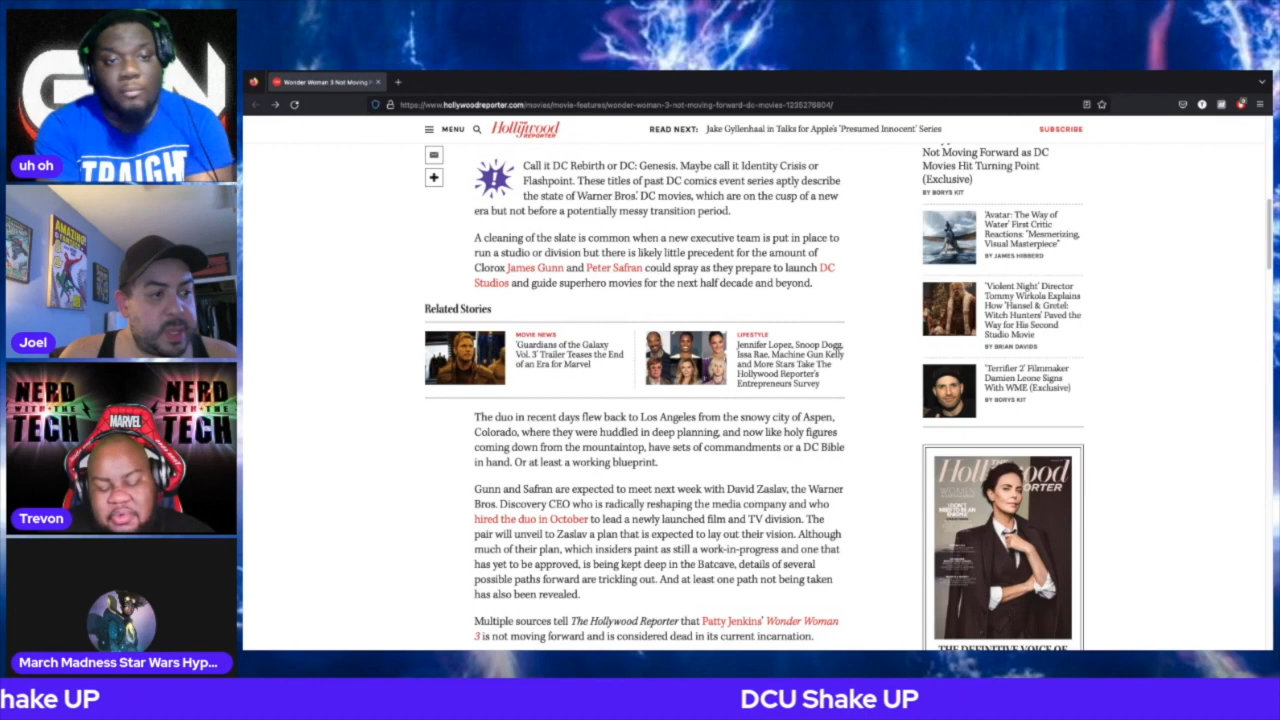 uh oh
TRAIGH
AMAZING
Joel
NERD
WITH THE
TECH
NERD
WITH THE
TECH
MARVEL
Trevon
March Madness Star Wars Hyp...
Wonder Woman 3 Not Moving F
https://www.hollywoodreporter.com/movies/movie-features/wonder-woman-3-not-moving-forward-dc-movies-1235276804/
MENU
Hollywood
REPORTER
READ NEXT: Jake Gyllenhaal in Talks for Apple's 'Presumed Innocent' Series
SUBSCRIBE
Call it DC Rebirth or DC: Genesis. Maybe call it Identity Crisis or
Flashpoint. These titles of past DC comics event series aptly describe
the state of Warner Bros.' DC movies, which are on the cusp of a new
era but not before a potentially messy transition period.
A cleaning of the slate is common when a new executive team is put in place to
run a studio or division but there is likely little precedent for the amount of
Clorox James Gunn and Peter Safran could spray as they prepare to launch DC
Studios and guide superhero movies for the next half decade and beyond.
Related Stories
MOVIE NEWS
'Guardians of the Galaxy
Vol. 3' Trailer Teases the End
of an Era for Marvel
LIFESTYLE
Jennifer Lopez, Snoop Dogg,
Issa Rae, Machine Gun Kelly
and More Stars Take The
Hollywood Reporter's
Entrepreneurs Survey
The duo in recent days flew back to Los Angeles from the snowy city of Aspen,
Colorado, where they were huddled in deep planning, and now like holy figures
coming down from the mountaintop, have sets of commandments or a DC Bible
in hand. Or at least a working blueprint.
Gunn and Safran are expected to meet next week with David Zaslav, the Warner
Bros. Discovery CEO who is radically reshaping the media company and who
hired the duo in October to lead a newly launched film and TV division. The
pair will unveil to Zaslav a plan that is expected to lay out their vision. Although
much of their plan, which insiders paint as still a work-in-progress and one that
has yet to be approved, is being kept deep in the Batcave, details of several
possible paths forward are trickling out. And at least one path not being taken
has also been revealed.
Multiple sources tell The Hollywood Reporter that Patty Jenkins' Wonder Woman
3 is not moving forward and is considered dead in its current incarnation.
Not Moving Forward as DC
Movies Hit Turning Point
(Exclusive)
BY BORYS KIT
'Avatar: The Way of
Water' First Critic
Reactions: "Mesmerizing,
Visual Masterpiece"
BY JAMES HIBBERD
'Violent Night' Director
Tommy Wirkola Explains
How 'Hansel & Gretel:
Witch Hunters' Paved the
Way for His Second
Studio Movie
BY BRIAN DAVIDS
'Terrifier 2' Filmmaker
Damien Leone Signs
With WME (Exclusive)
BY BORYS KIT
THE DEFINITIVE VOICE OF
hake UP
DCU Shake UP